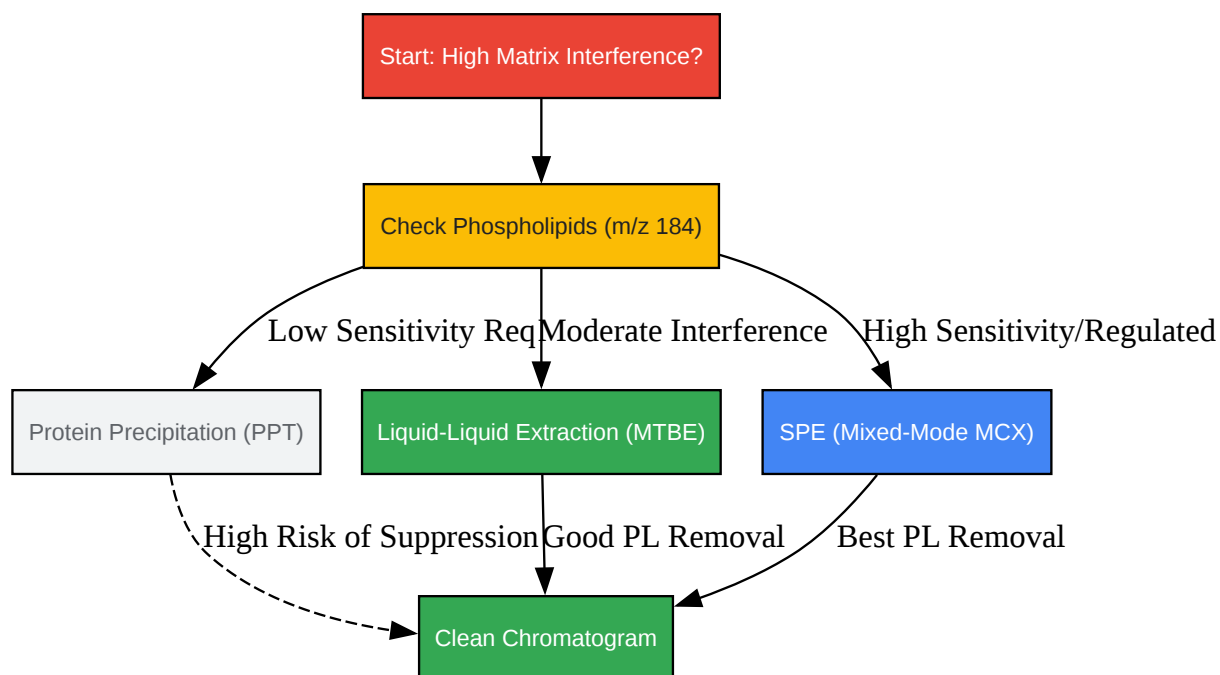 Start: High Matrix Interference?
Check Phospholipids (m/z 184)
Low Sensitivity Req
Moderate Interference
High Sensitivity/Regulated
Protein Precipitation (PPT)
Liquid-Liquid Extraction (MTBE)
SPE (Mixed-Mode MCX)
High Risk of Suppression
Good PL Removal
Best PL Removal
Clean Chromatogram